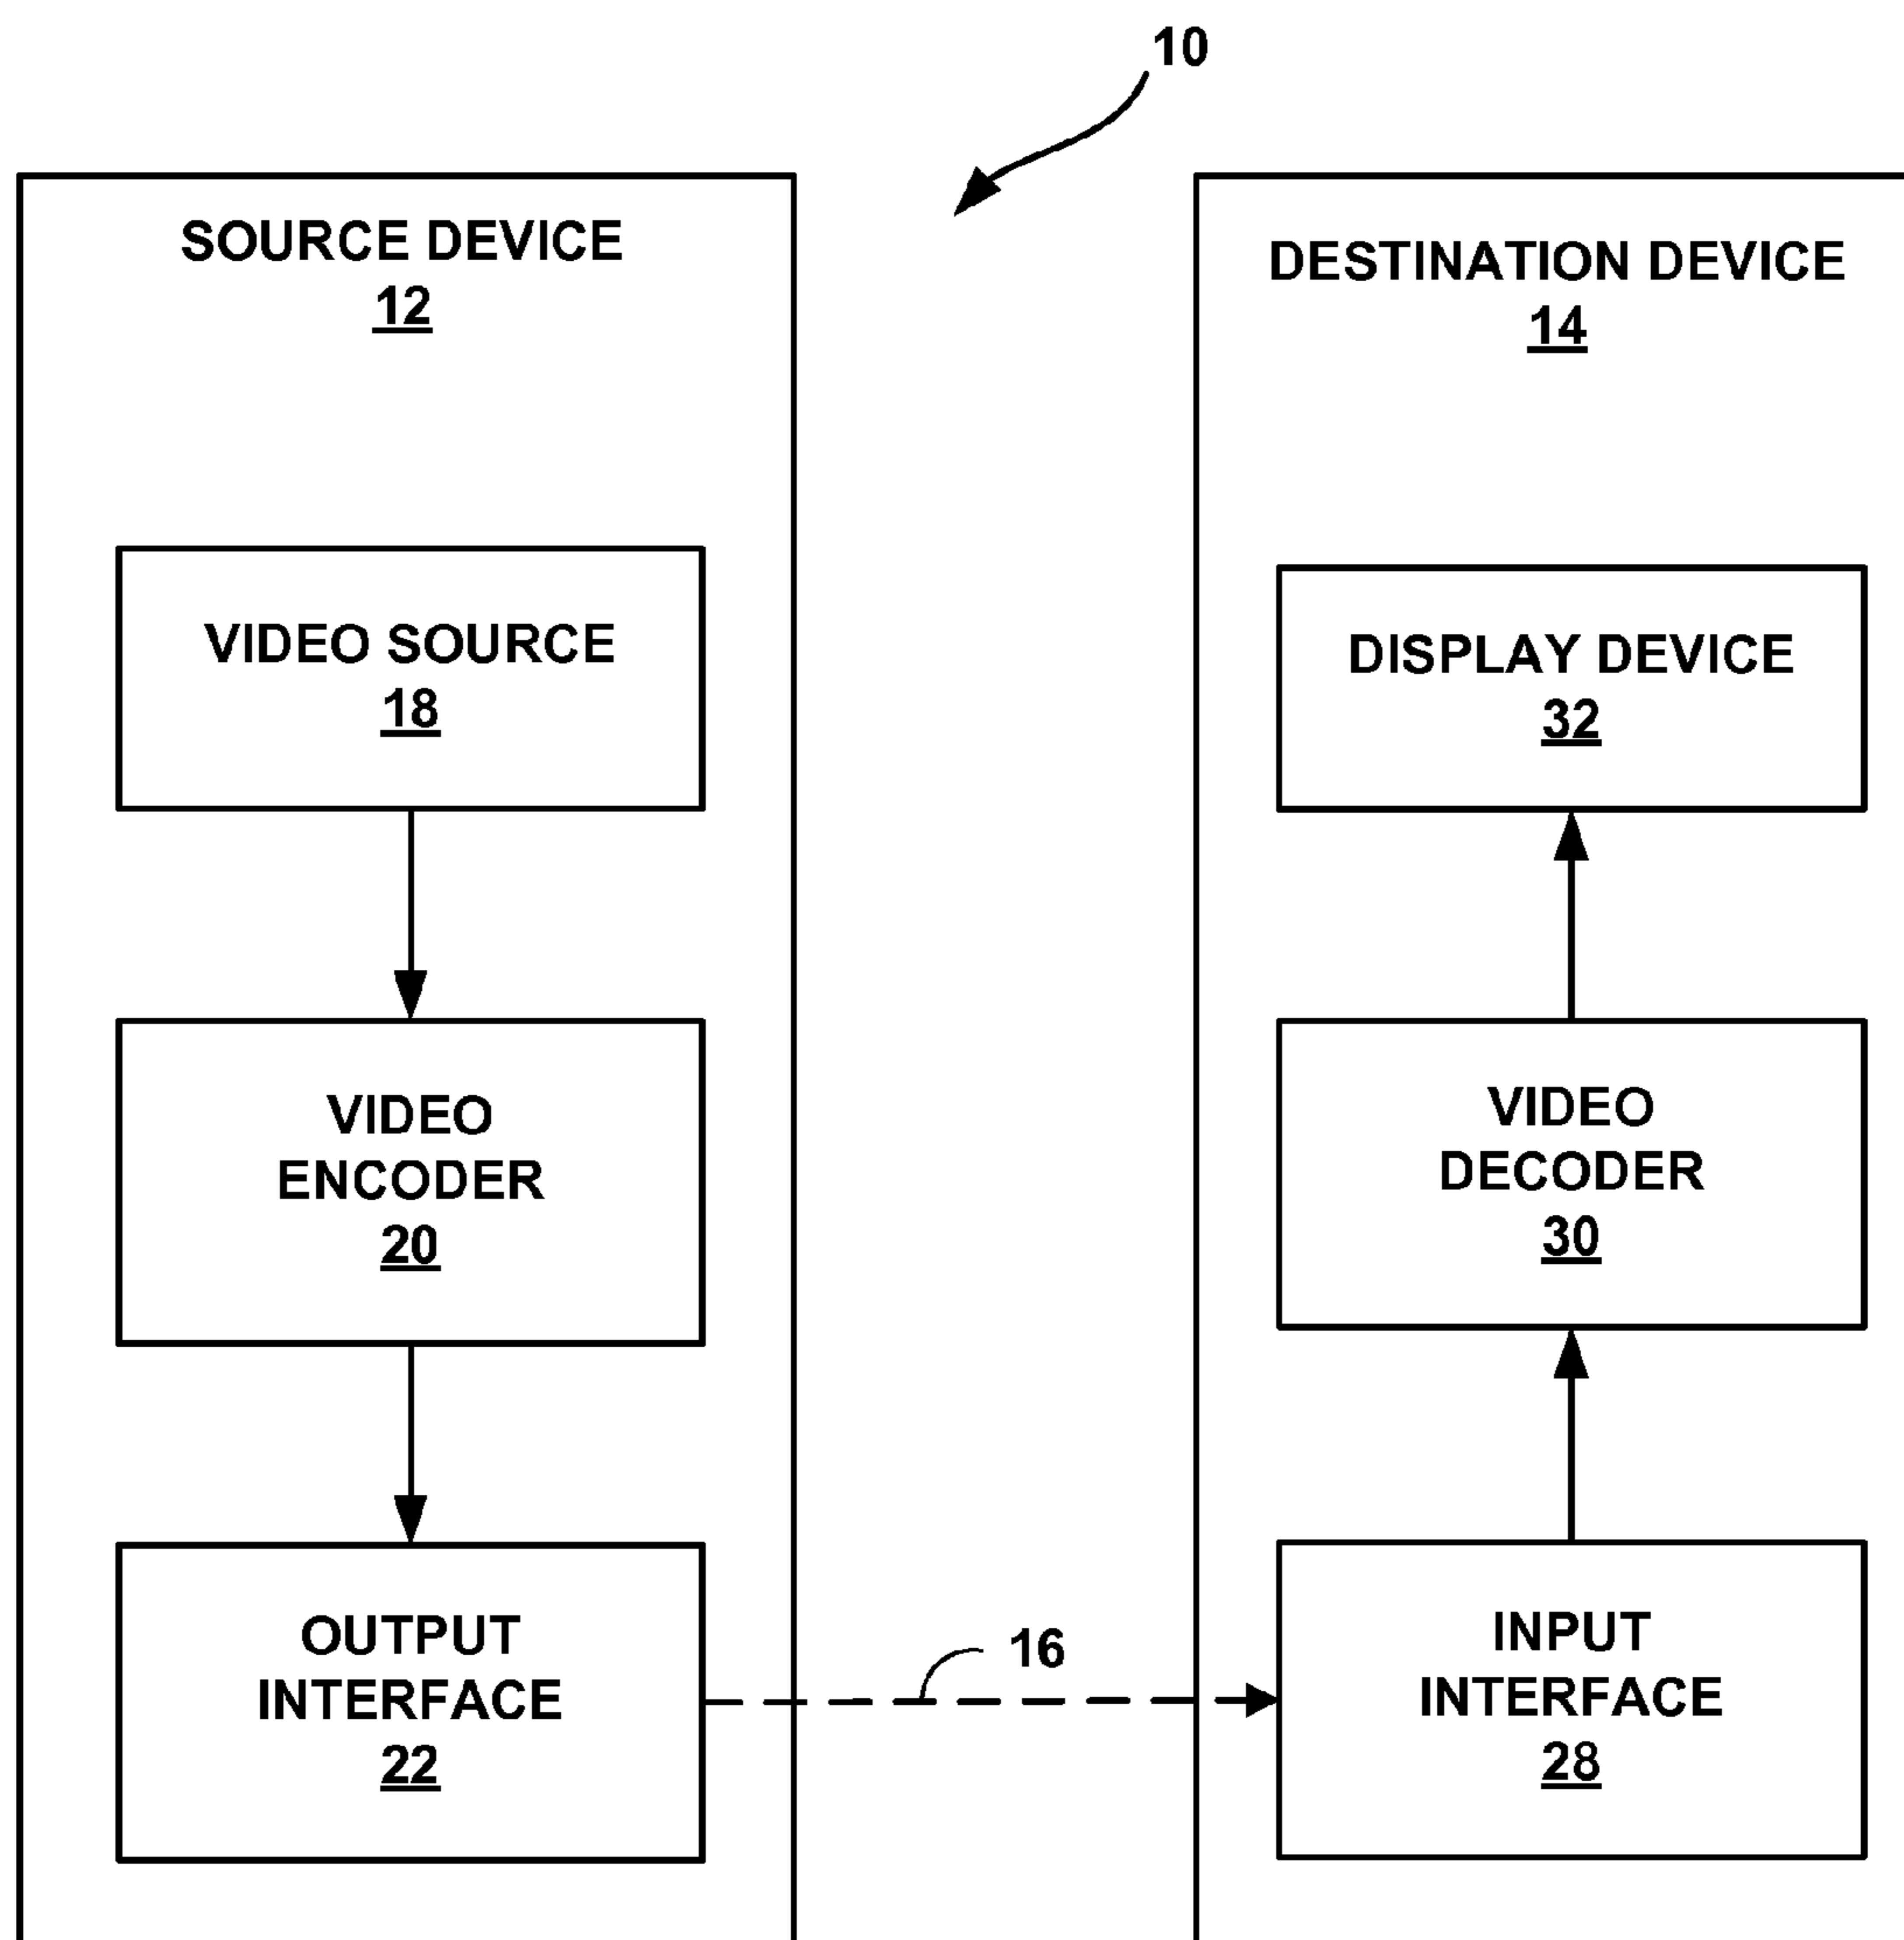 10
SOURCE DEVICE
12
VIDEO SOURCE
18
VIDEO
ENCODER
20
OUTPUT
INTERFACE
22
16
DESTINATION DEVICE
14
DISPLAY DEVICE
32
VIDEO
DECODER
30
INPUT
INTERFACE
28